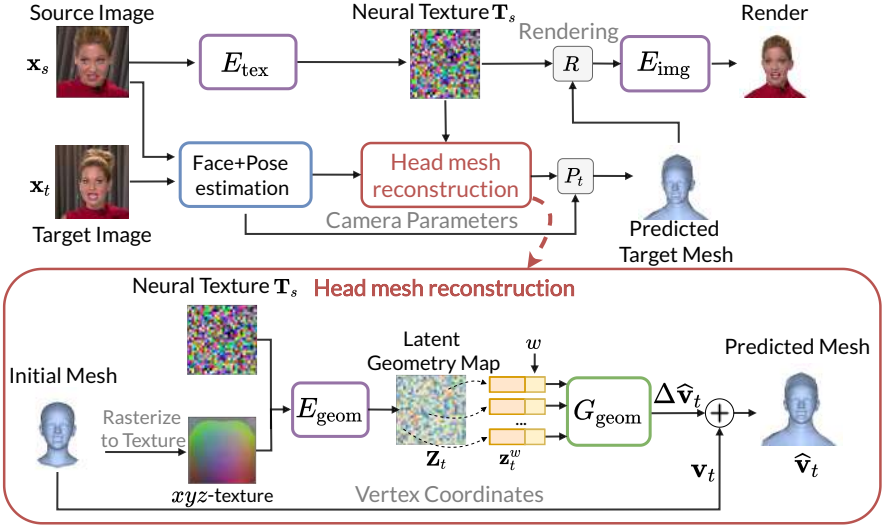 Source Image
Neural Texture T_s
Render
x_s
E_tex
Rendering
R
E_img
x_t
Face+Pose
estimation
Head mesh
reconstruction
P_t
Camera Parameters
Target Image
Predicted
Target Mesh
Neural Texture T_s
Head mesh reconstruction
Initial Mesh
Rasterize
to Texture
xyz-texture
E_geom
Latent
Geometry Map
Z_t
w
...
z_t^w
G_geom
Δv̂_t
+
v_t
Predicted Mesh
v̂_t
Vertex Coordinates